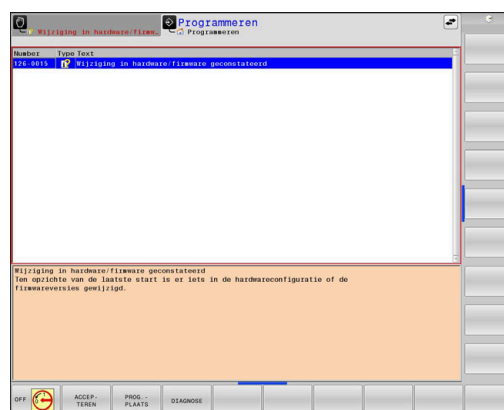 Wijziging in hardware/firmw…
Programmeren
Programmeren
Number Type Text
126-0015 Wijziging in hardware/firmware geconstateerd
Wijziging in hardware/firmware geconstateerd
Ten opzichte van de laatste start is er iets in de hardwareconfiguratie of de
firmwareversies gewijzigd.
OFF
ACCEP-
TEREN
PROG.-
PLAATS
DIAGNOSE